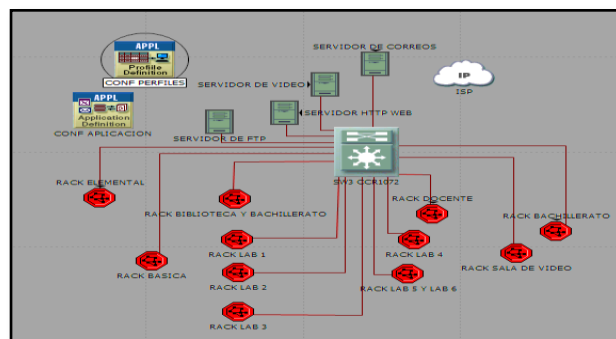 APPL
Profile
Definition
CONF PERFILES
APPL
Application
Definition
CONF APLICACION
SERVIDOR DE CORREOS
SERVIDOR DE VIDEO
SERVIDOR HTTP WEB
SERVIDOR DE FTP
IP
ISP
SW3 CCR1072
RACK ELEMENTAL
RACK BIBLIOTECA Y BACHILLERATO
RACK DOCENTE
RACK BACHILLERATO
RACK LAB 1
RACK LAB 4
RACK BASICA
RACK SALA DE VIDEO
RACK LAB 2
RACK LAB 5 Y LAB 6
RACK LAB 3